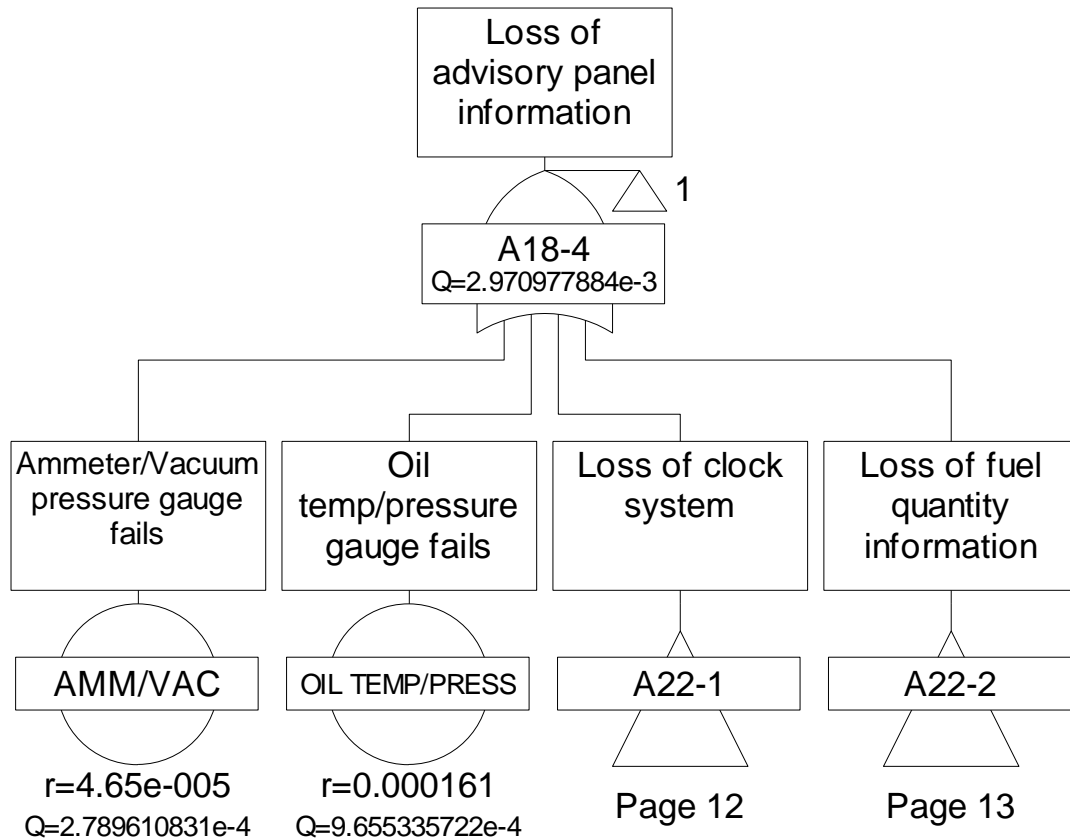 Loss of
advisory panel
information
1
A18-4
Q=2.970977884e-3
Ammeter/Vacuum
pressure gauge
fails
Oil
temp/pressure
gauge fails
Loss of clock
system
Loss of fuel
quantity
information
AMM/VAC
OIL TEMP/PRESS
A22-1
A22-2
r=4.65e-005
Q=2.789610831e-4
r=0.000161
Q=9.655335722e-4
Page 12
Page 13